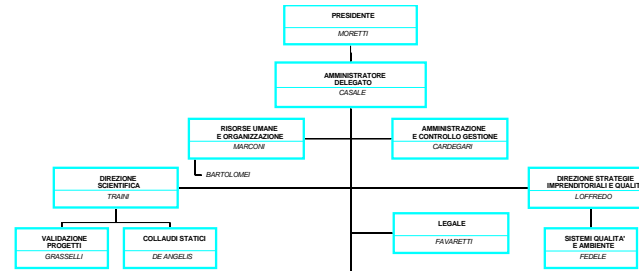 PRESIDENTE
MORETTI
AMMINISTRATORE
DELEGATO
CASALE
RISORSE UMANE
E ORGANIZZAZIONE
MARCONI
BARTOLOMEI
AMMINISTRAZIONE
E CONTROLLO GESTIONE
CARDEGARI
DIREZIONE
SCIENTIFICA
TRAINI
DIREZIONE STRATEGIE
IMPRENDITORIALI E QUALIT
LOFFREDO
VALIDAZIONE
PROGETTI
GRASSELLI
COLLAUDI STATICI
DE ANGELIS
LEGALE
FAVARETTI
SISTEMI QUALITA'
E AMBIENTE
FEDELE